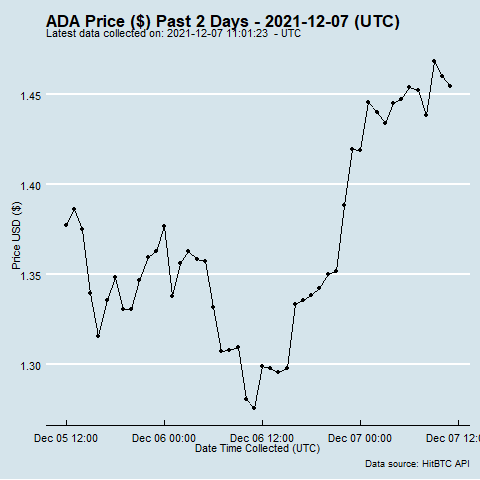 ADA Price ($) Past 2 Days - 2021-12-07 (UTC)
Latest data collected on: 2021-12-07 11:01:23  - UTC
1.45
1.40
1.35
1.30
Price USD ($)
Dec 05 12:00 Dec 06 00:00 Dec 06 12:00 Dec 07 00:00 Dec 07 12:
Date Time Collected (UTC)
Data source: HitBTC API